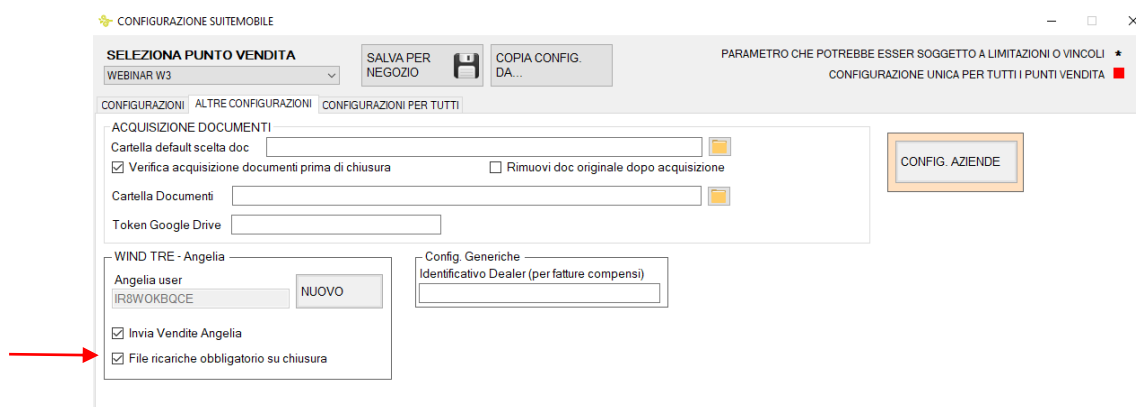 CONFIGURAZIONE SUITEMOBILE
SELEZIONA PUNTO VENDITA
WEBINAR W3
SALVA PER
NEGOZIO
COPIA CONFIG.
DA...
PARAMETRO CHE POTREBBE ESSER SOGGETTO A LIMITAZIONI O VINCOLI *
CONFIGURAZIONE UNICA PER TUTTI I PUNTI VENDITA
CONFIGURAZIONI ALTRE CONFIGURAZIONI CONFIGURAZIONI PER TUTTI
ACQUISIZIONE DOCUMENTI
Cartella default scelta doc
Verifica acquisizione documenti prima di chiusura
Rimuovi doc originale dopo acquisizione
Cartella Documenti
Token Google Drive
CONFIG. AZIENDE
WIND TRE - Angelia
Angelia user
IR8WOKBQCE
NUOVO
Invia Vendite Angelia
File ricariche obbligatorio su chiusura
Config. Generiche
Identificativo Dealer (per fatture compensi)